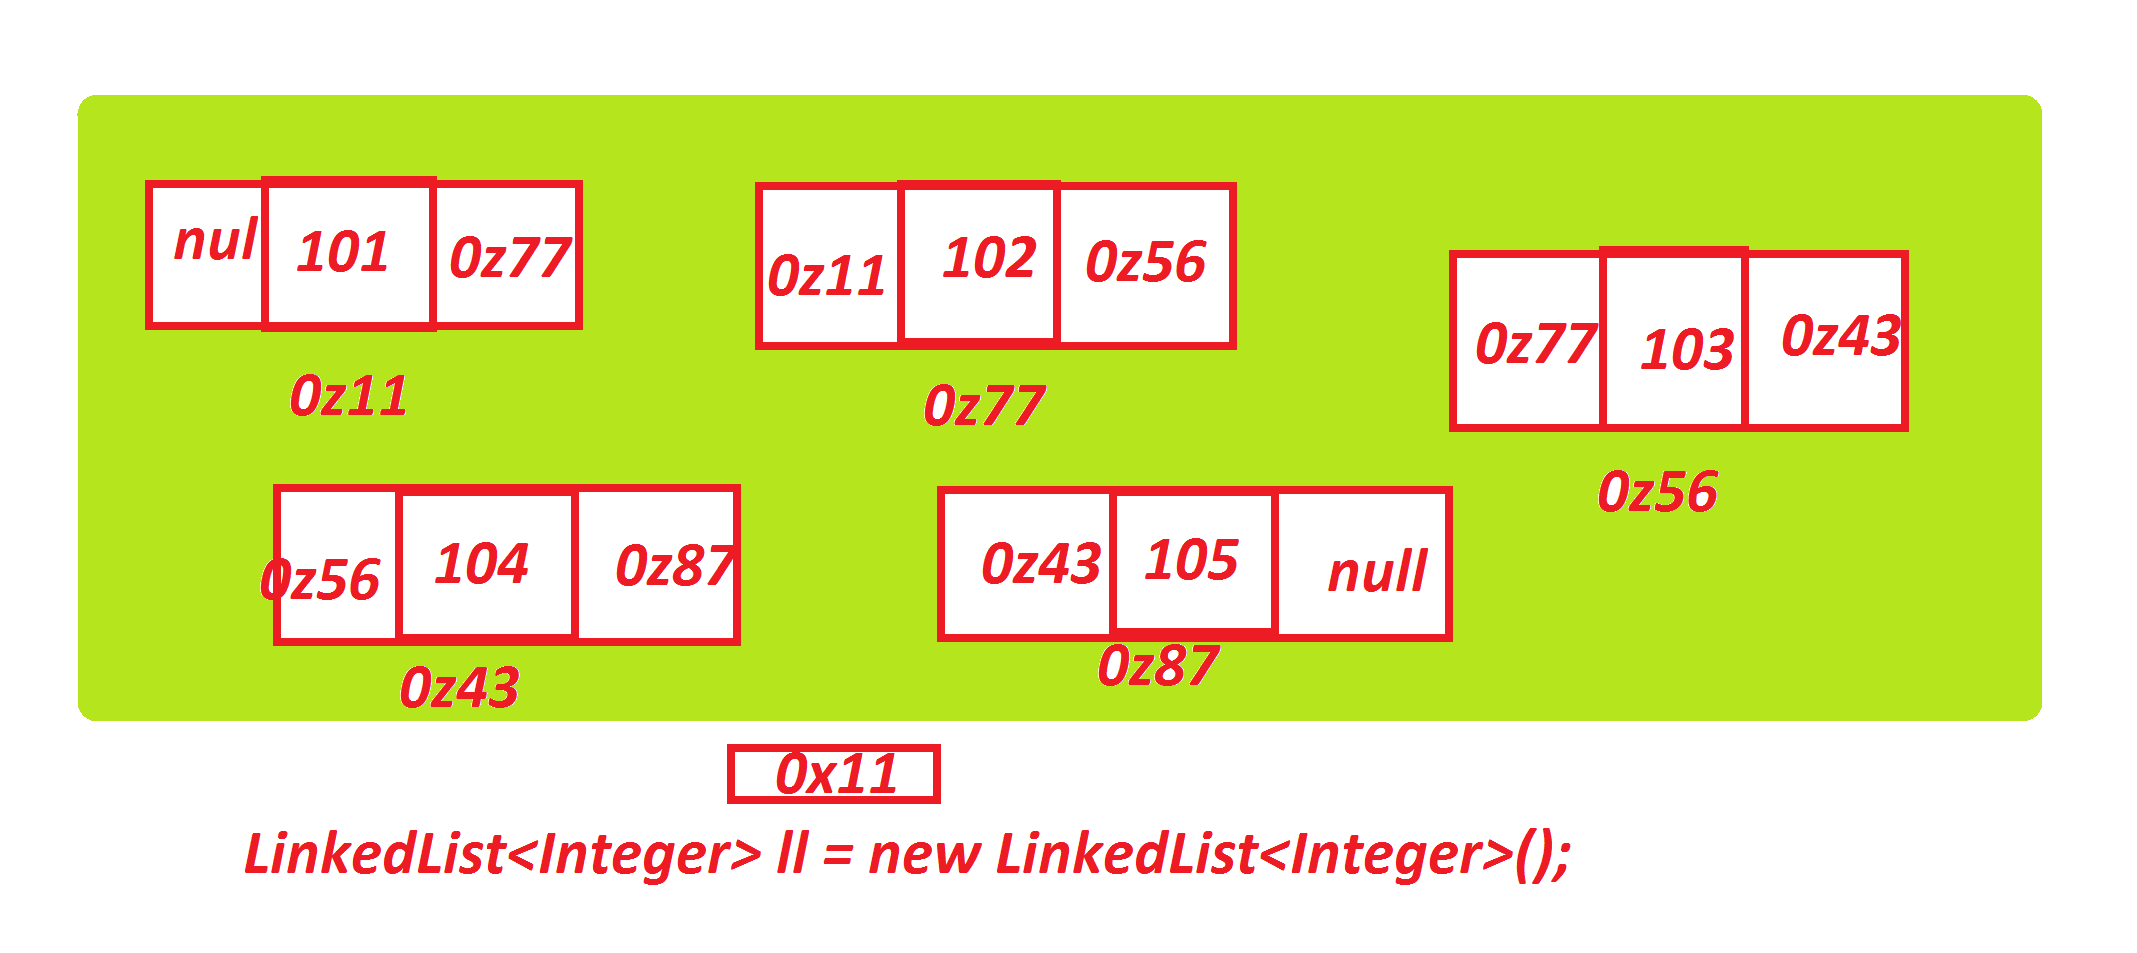 nul 101 0z77
0z11 102 0z56
0z77 103 0z43
0z11
0z77
0z56
0z56 104 0z87
0z43 105 null
0z43
0z87
0x11
LinkedList<Integer> ll = new LinkedList<Integer>();